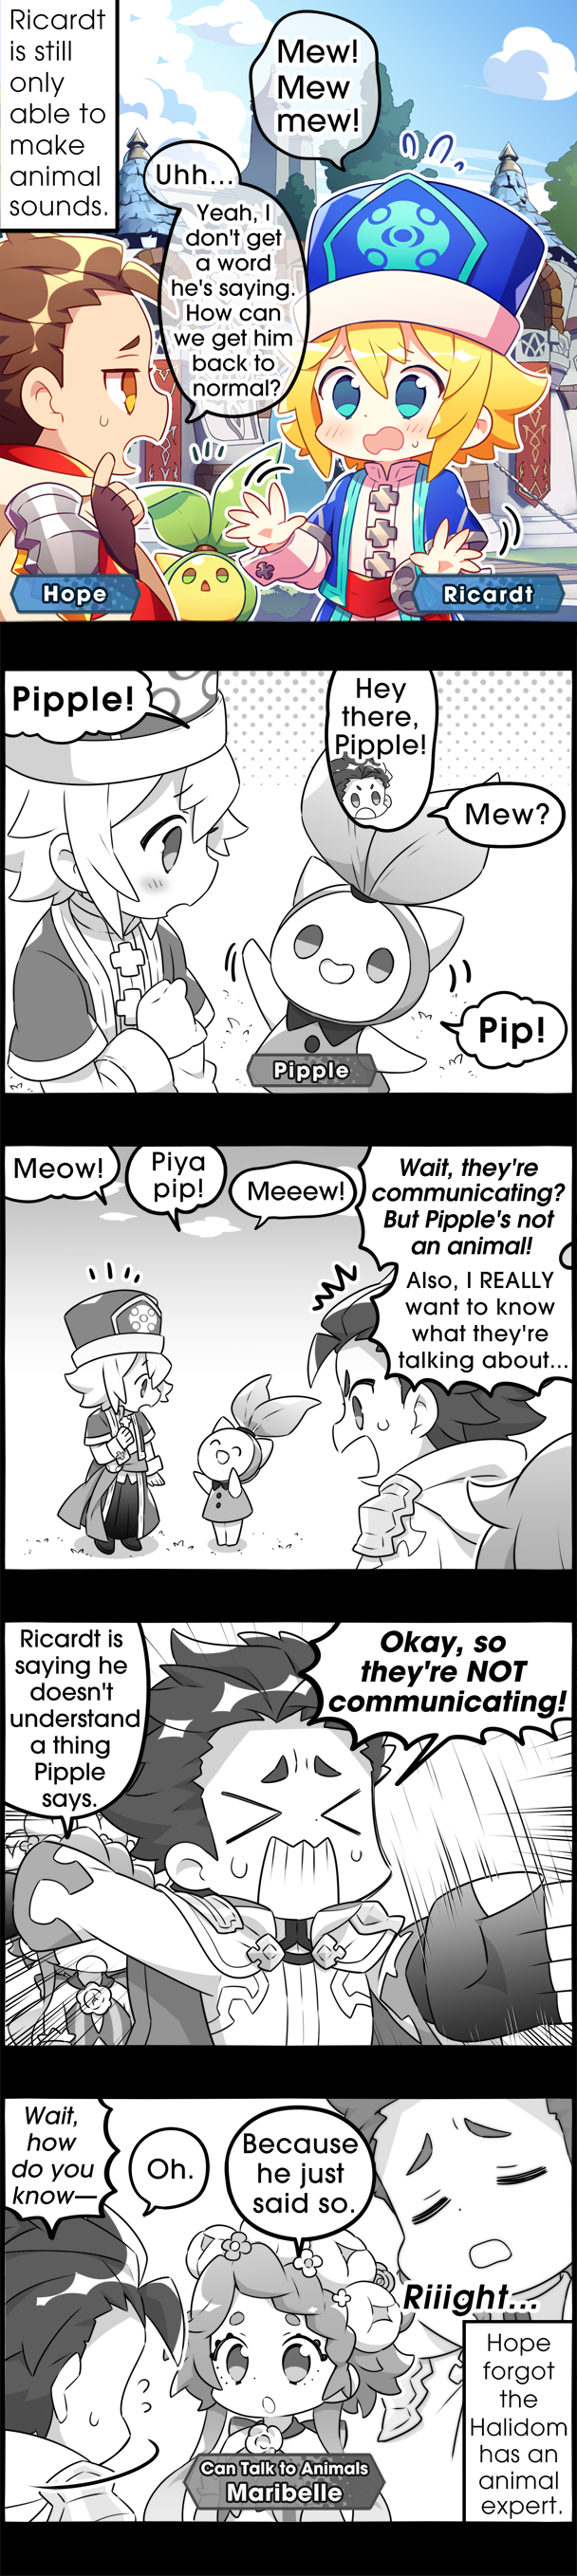 Ricardt
is still
only
able to
make
animal
sounds.
Mew!
Mew
mew!
Uhh...
Yeah, I
don't get
a word
he's saying.
How can
we get him
back to
normal?
Hope
Ricardt
Pipple!
Hey
there,
Pipple!
Mew?
Pip!
Pipple
Meow!
Piya
pip!
Meeew!
Wait, they're
communicating?
But Pipple's not
an animal!
Also, I REALLY
want to know
what they're
talking about...
Ricardt is
saying he
doesn't
understand
a thing
Pipple
says.
Okay, so
they're NOT
communicating!
Wait,
how
do you
know—
Oh.
Because
he just
said so.
Riiight...
Can Talk to Animals
Maribelle
Hope
forgot
the
Halidom
has an
animal
expert.